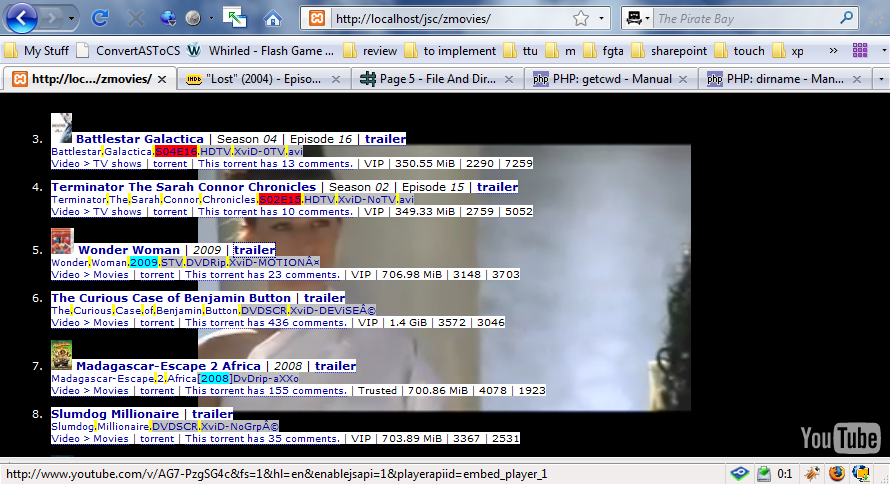 http://localhost/jsc/zmovies/
The Pirate Bay
My Stuff ConvertASToCS Whirled - Flash Game ... review to implement ttu m fgta sharepoint touch xp »
http://loc.../zmovies/ "Lost" (2004) - Episo... Page 5 - File And Dir... PHP: getcwd - Manual PHP: dirname - Man...
3. Battlestar Galactica | Season 04 | Episode 16 | trailer
Battlestar.Galactica.S04E16.HDTV.XviD-0TV.avi
Video > TV shows | torrent | This torrent has 13 comments. | VIP | 350.55 MiB | 2290 | 7259
4. Terminator The Sarah Connor Chronicles | Season 02 | Episode 15 | trailer
Terminator.The.Sarah.Connor.Chronicles.S02E15.HDTV.XviD-NoTV.avi
Video > TV shows | torrent | This torrent has 10 comments. | VIP | 349.33 MiB | 2759 | 5052
5. Wonder Woman | 2009 | trailer
Wonder.Woman.2009.STV.DVDRip.XviD-MOTIONÂ¤
Video > Movies | torrent | This torrent has 23 comments. | VIP | 706.98 MiB | 3148 | 3703
6. The Curious Case of Benjamin Button | trailer
The.Curious.Case.of.Benjamin.Button.DVDSCR.XviD-DEViSEÂ©
Video > Movies | torrent | This torrent has 436 comments. | VIP | 1.4 GiB | 3572 | 3046
7. Madagascar-Escape 2 Africa | 2008 | trailer
Madagascar-Escape.2.Africa[2008]DvDrip-aXXo
Video > Movies | torrent | This torrent has 155 comments. | Trusted | 700.86 MiB | 4078 | 1923
8. Slumdog Millionaire | trailer
Slumdog.Millionaire.DVDSCR.XviD-NoGrpÂ©
Video > Movies | torrent | This torrent has 35 comments. | VIP | 703.89 MiB | 3367 | 2531
YouTube
http://www.youtube.com/v/AG7-PzgSG4c&fs=1&hl=en&enablejsapi=1&playerapiid=embed_player_1 0:1